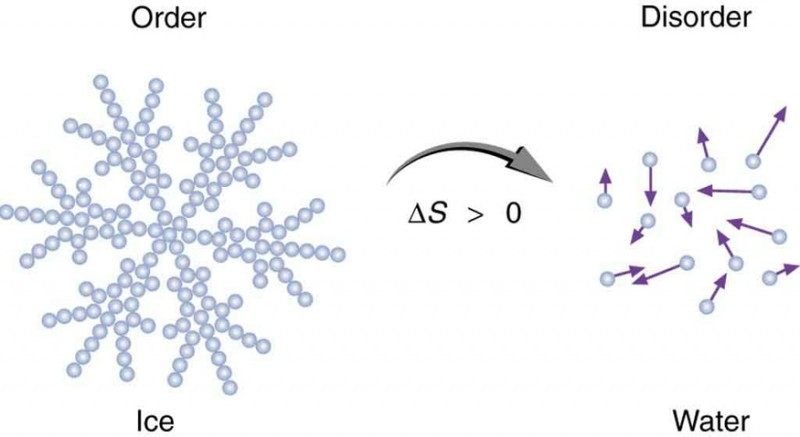 Order
Disorder
ΔS > 0
Ice
Water